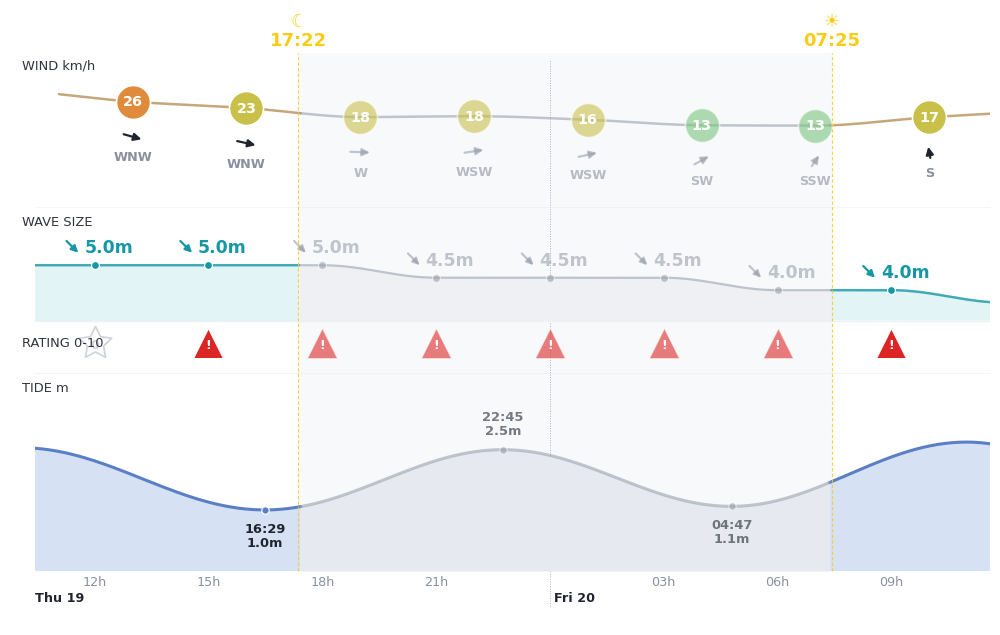 17:22
07:25
WIND km/h
26
23
18
18
16
13
13
17
WNW
WNW
W
WSW
WSW
SW
SSW
S
WAVE SIZE
5.0m
5.0m
5.0m
4.5m
4.5m
4.5m
4.0m
4.0m
RATING 0-10
!
!
!
!
!
!
!
TIDE m
22:45
2.5m
16:29
1.0m
04:47
1.1m
12h
15h
18h
21h
03h
06h
09h
Thu 19
Fri 20